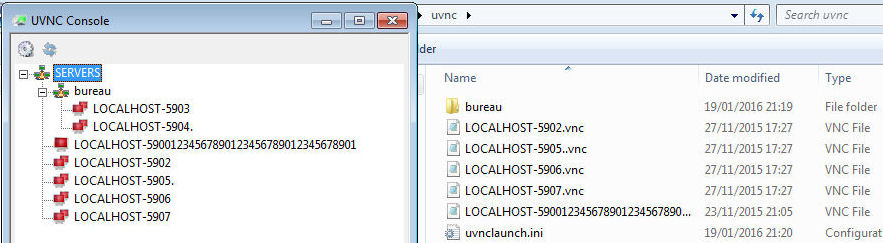 UVNC Console
SERVERS
bureau
LOCALHOST-5903
LOCALHOST-5904.
LOCALHOST-59001234567890123456789012345678901
LOCALHOST-5902
LOCALHOST-5905.
LOCALHOST-5906
LOCALHOST-5907
uvnc
Search uvnc
lder
Name Date modified Type
bureau 19/01/2016 21:19 File folder
LOCALHOST-5902.vnc 27/11/2015 17:27 VNC File
LOCALHOST-5905..vnc 27/11/2015 17:27 VNC File
LOCALHOST-5906.vnc 27/11/2015 17:27 VNC File
LOCALHOST-5907.vnc 27/11/2015 17:27 VNC File
LOCALHOST-590012345678901234567890... 23/11/2015 21:05 VNC File
uvnclaunch.ini 19/01/2016 21:20 Configurat